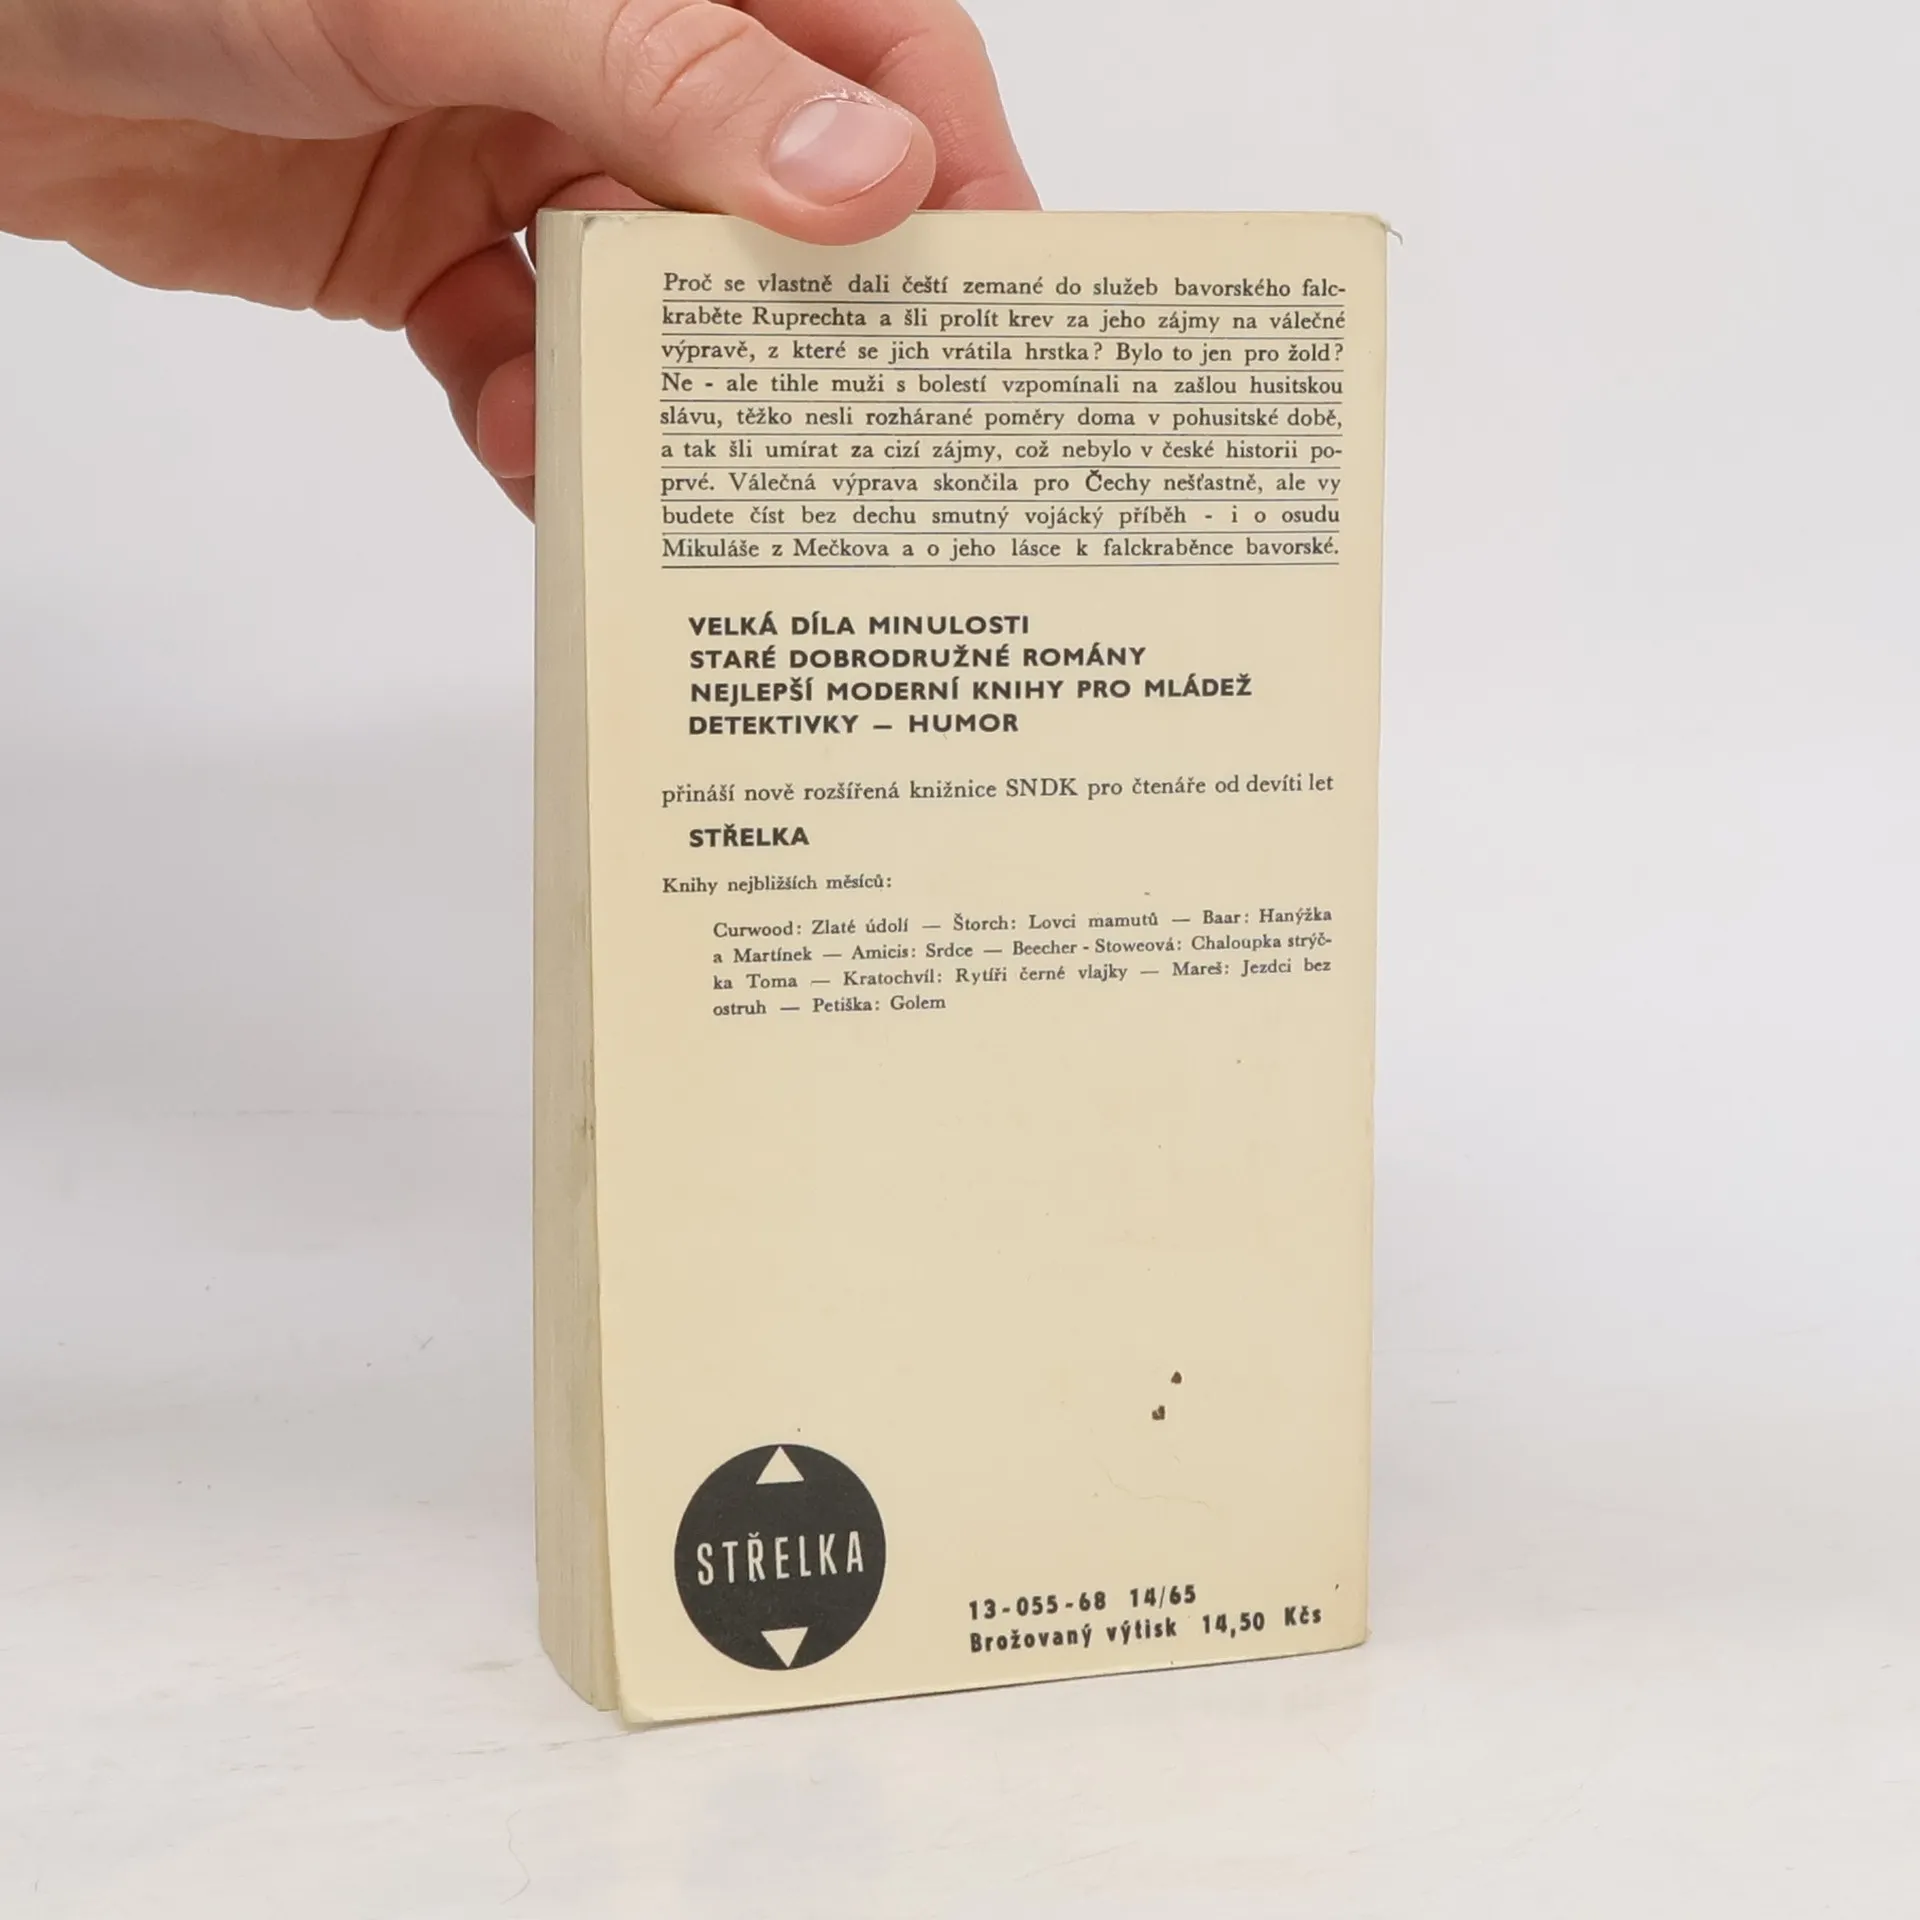 Proč se vlastně dali čeští zemané do služeb bavorského falc-
kraběte Ruprechta a šli prolít krev za jeho zájmy na válečné
výpravě, z které se jich vrátila hrstka? Bylo to jen pro žold?
Ne - ale tihle muži s bolestí vzpomínali na zašlou husitskou
slávu, těžko nesli rozhárané poměry doma v pohusitské době,
a tak šli umírat za cizí zájmy, což nebylo v české historii po-
prvé. Válečná výprava skončila pro Čechy nešťastně, ale vy
budete číst bez dechu smutný vojácký příběh - i o osudu
Mikuláše z Mečkova a o jeho lásce k falckraběnce bavorské.
VELKÁ DÍLA MINULOSTI
STARÉ DOBRODRUŽNÉ ROMÁNY
NEJLEPŠÍ MODERNÍ KNIHY PRO MLÁDEŽ
DETEKTIVKY — HUMOR
přináší nově rozšířená knižnice SNDK pro čtenáře od devíti let
STŘELKA
Knihy nejbližších měsíců:
Curwood: Zlaté údolí — Štorch: Lovci mamutů — Baar: Hanýžka
a Martínek — Amicis: Srdce — Beecher - Stoweová: Chaloupka strýč-
ka Toma — Kratochvíl: Rytíři černé vlajky — Mareš: Jezdci bez
ostruh — Petiška: Golem
STŘELKA
13-055-68 14/65
Brožovaný výtisk 14,50 Kčs